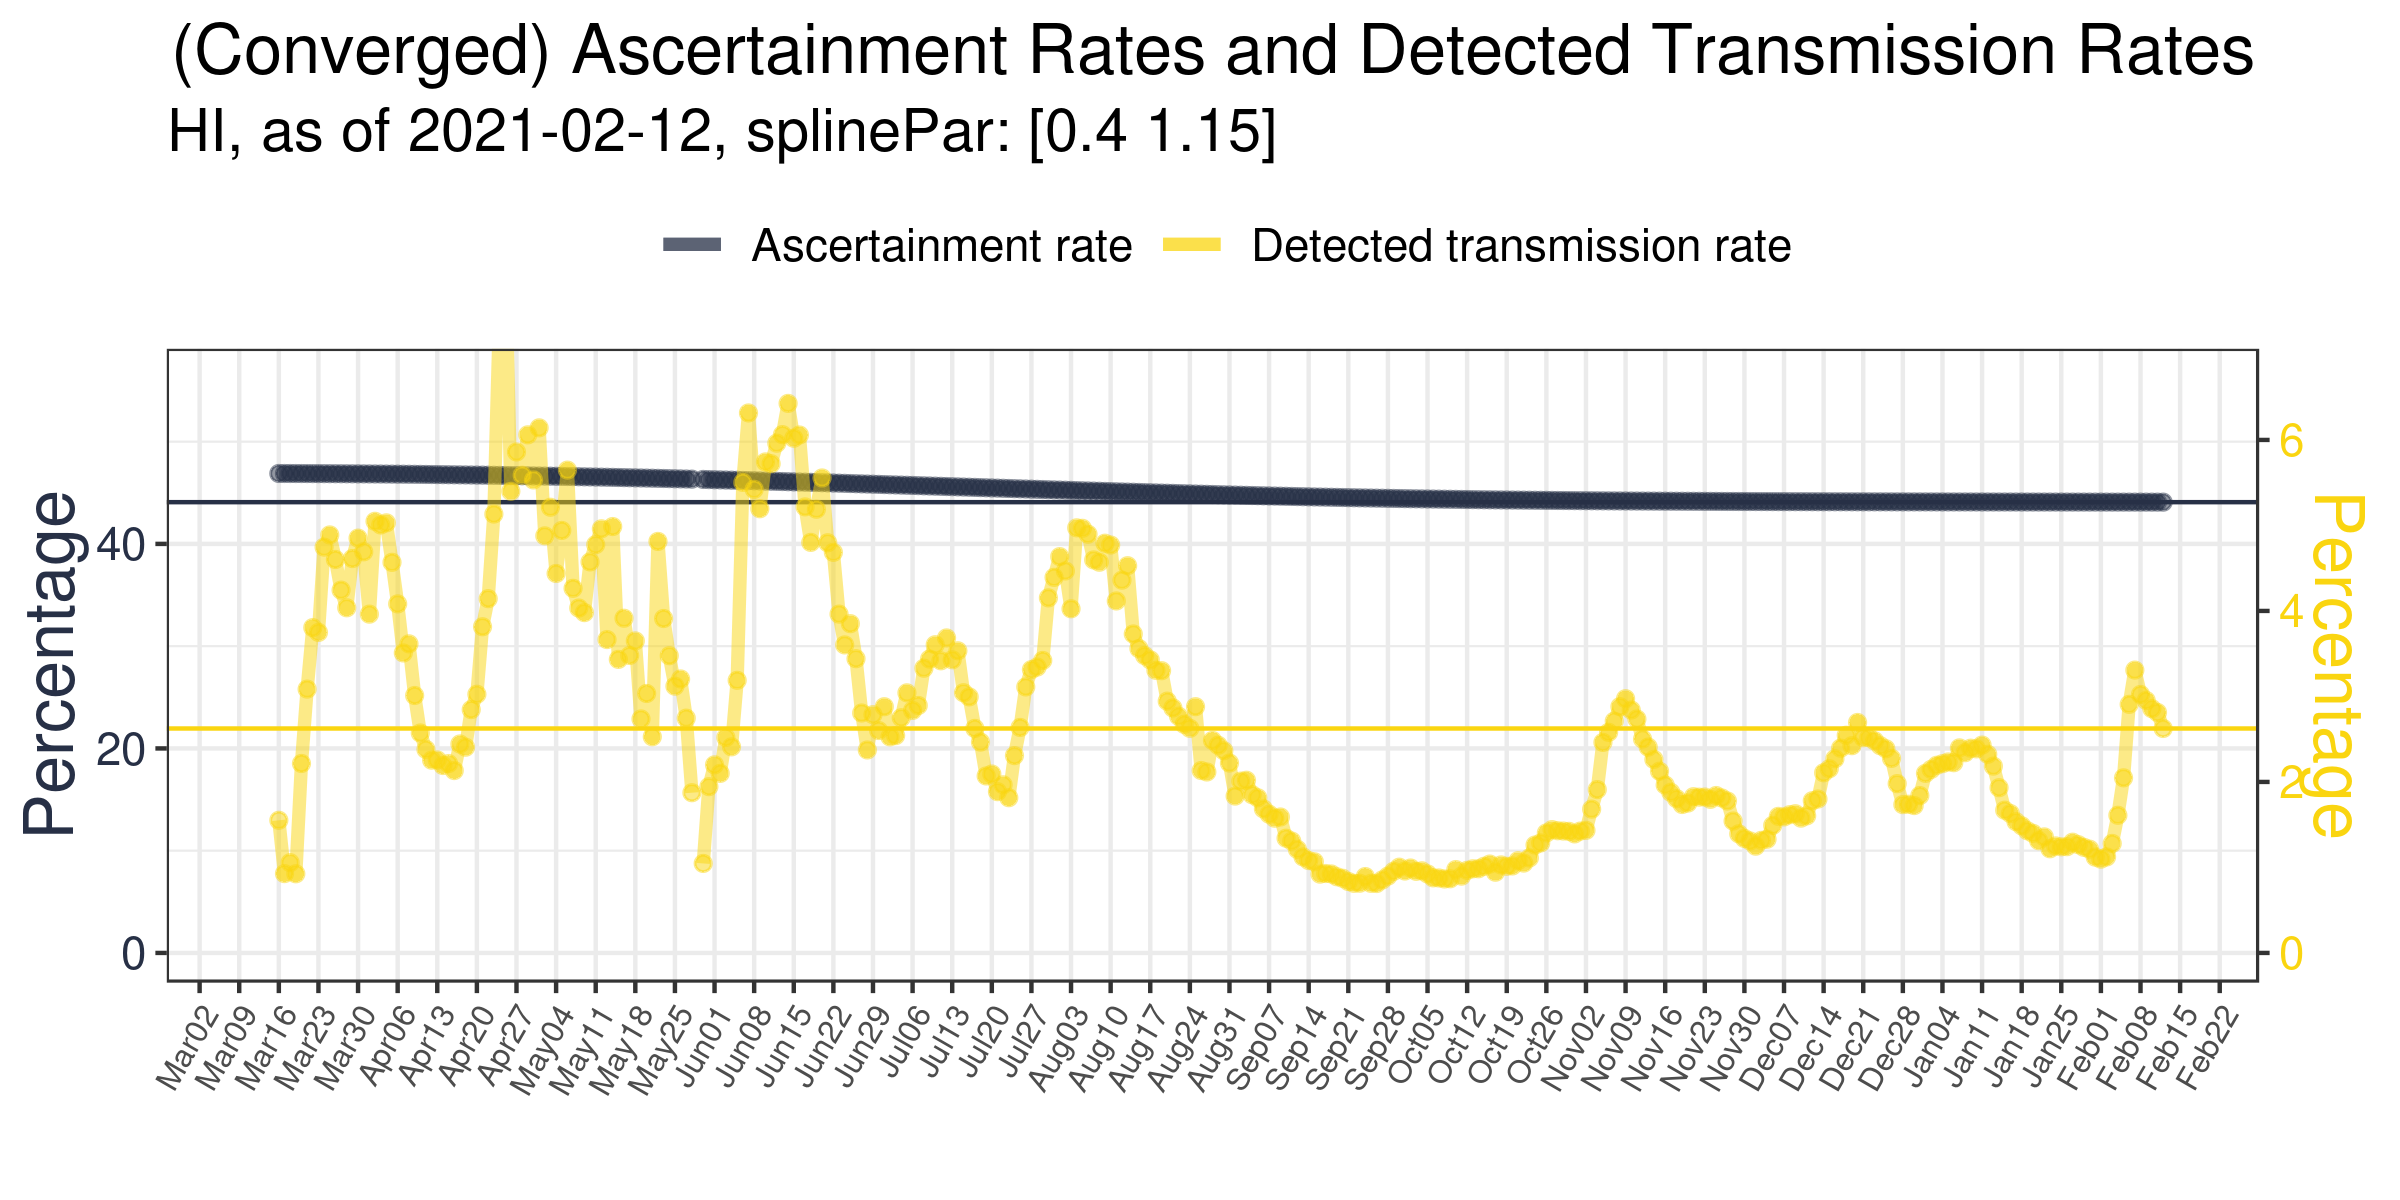 (Converged) Ascertainment Rates and Detected Transmission Rates
HI, as of 2021-02-12, splinePar: [0.4 1.15]
Ascertainment rate Detected transmission rate
Percentage
40
20
0
6
4
2
0
Percentage
Mar02 Mar09 Mar16 Mar23 Mar30 Apr06 Apr13 Apr20 Apr27 May04 May11 May18 May25 Jun01 Jun08 Jun15 Jun22 Jun29 Jul06 Jul13 Jul20 Jul27 Aug03 Aug10 Aug17 Aug24 Aug31 Sep07 Sep14 Sep21 Sep28 Oct05 Oct12 Oct19 Oct26 Nov02 Nov09 Nov16 Nov23 Nov30 Dec07 Dec14 Dec21 Dec28 Jan04 Jan11 Jan18 Jan25 Feb01 Feb08 Feb15 Feb22